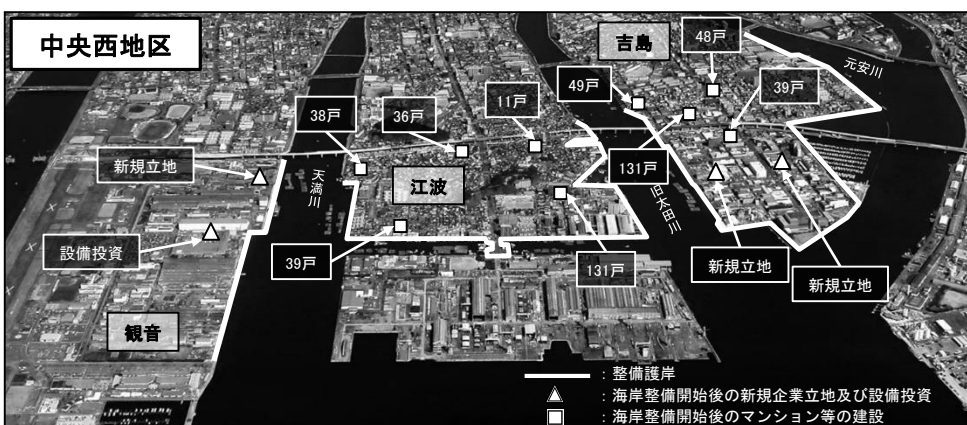 中央西地区
吉島
48戸
元安川
49戸
39戸
38戸
36戸
11戸
新規立地
天満川
江波
131戸
旧太田川
設備投資
39戸
131戸
新規立地
新規立地
観音
：整備護岸
：海岸整備開始後の新規企業立地及び設備投資
：海岸整備開始後のマンション等の建設